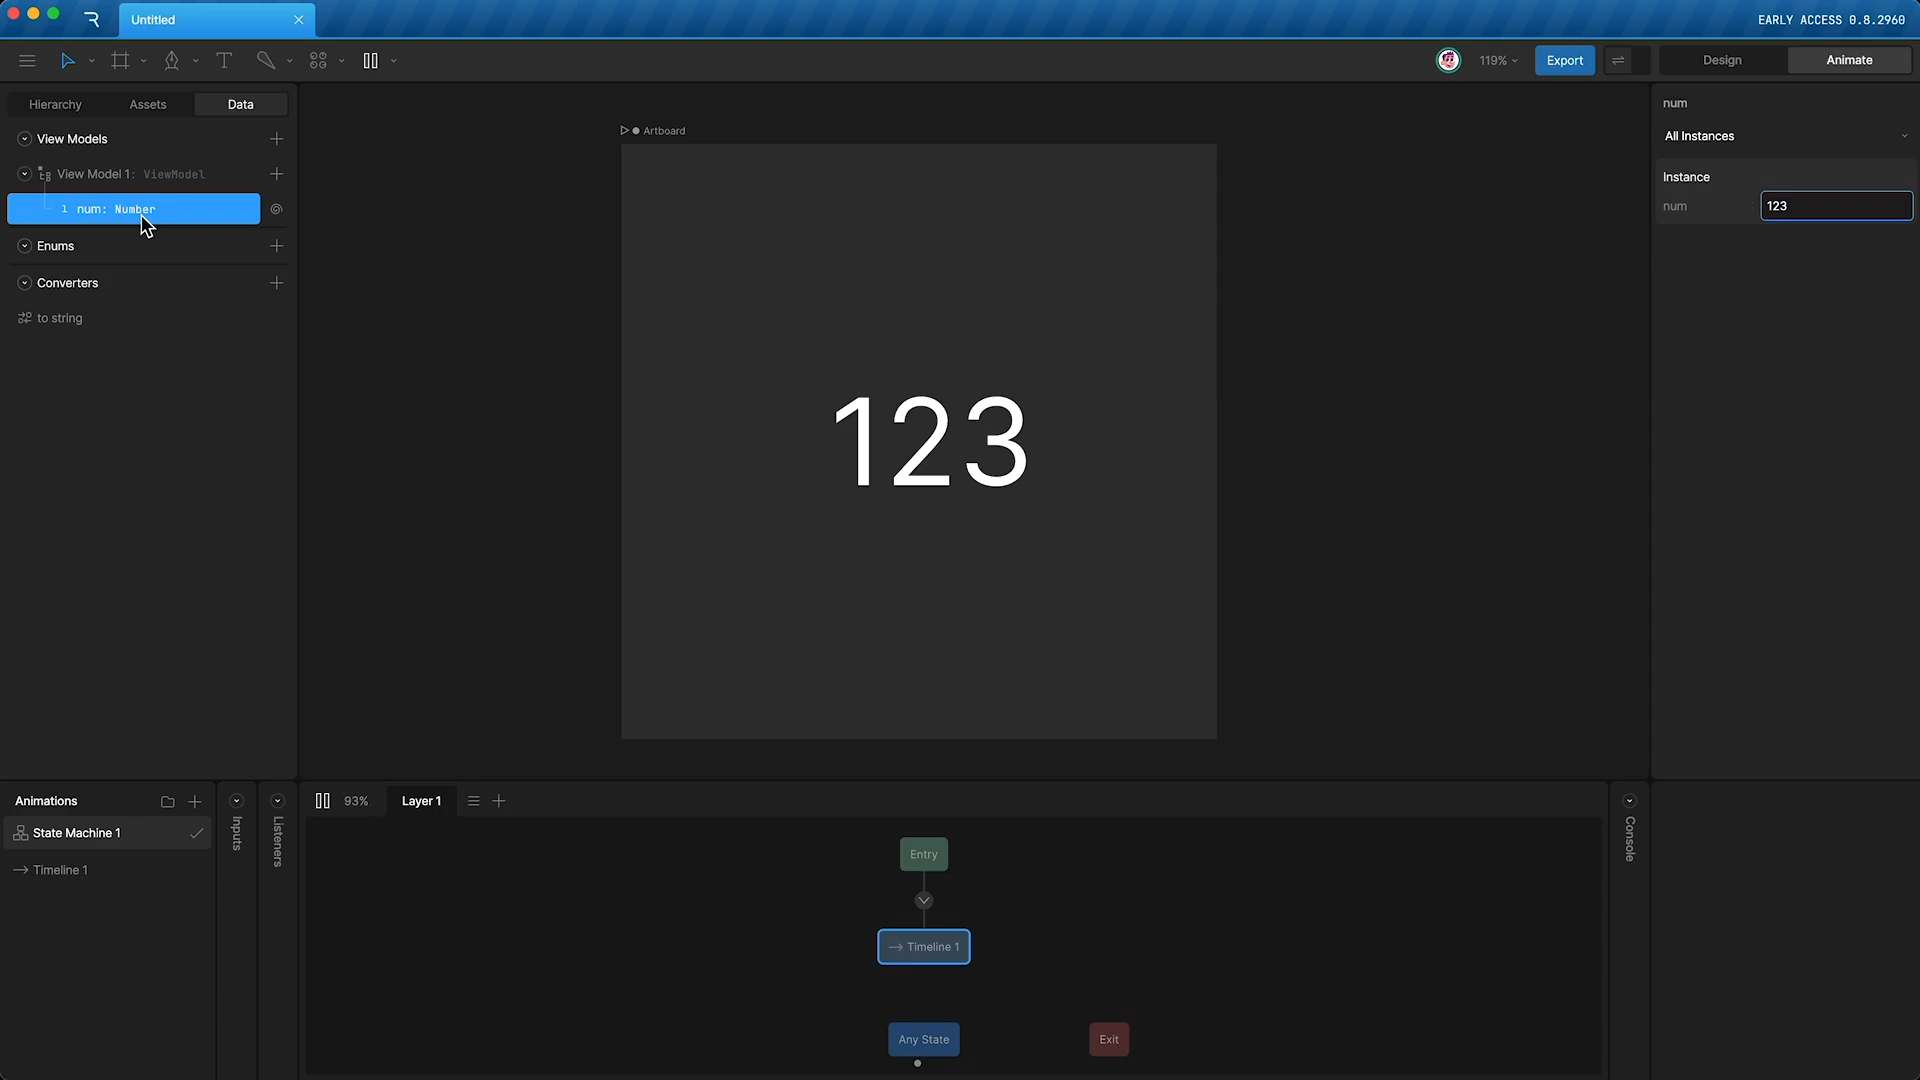 Untitled
EARLY ACCESS 0.8.2960
119%
Export
Design
Animate
Hierarchy
Assets
Data
View Models
View Model 1: ViewModel
1 num: Number
Enums
Converters
to string
Artboard
123
num
All Instances
Instance
num
123
Animations
State Machine 1
Timeline 1
Inputs
Listeners
93%
Layer 1
Entry
Timeline 1
Any State
Exit
Console